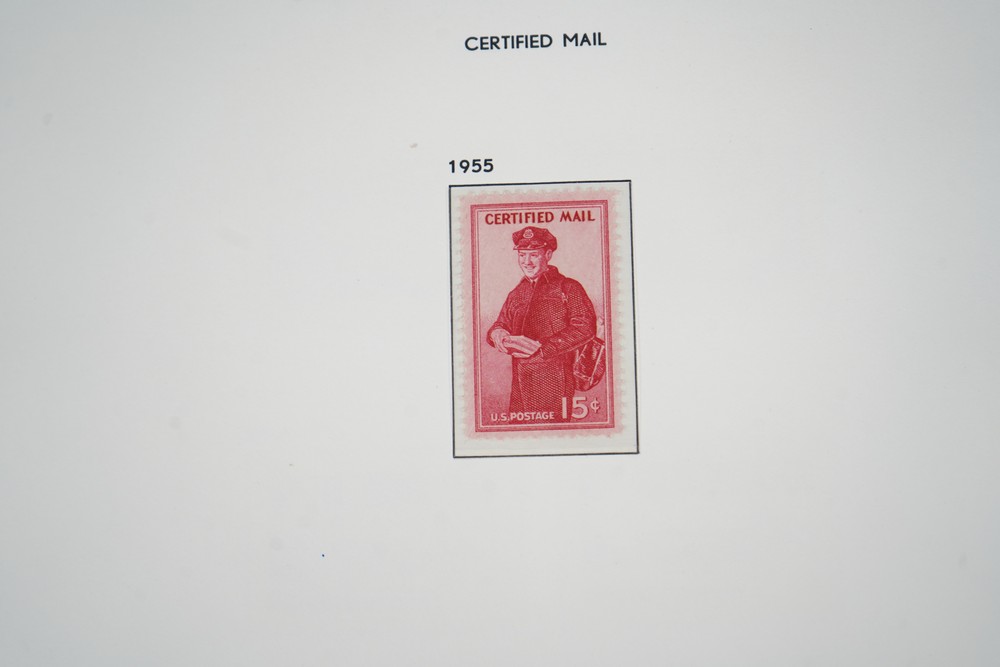 CERTIFIED MAIL
1955
CERTIFIED MAIL
U.S. POSTAGE 15¢